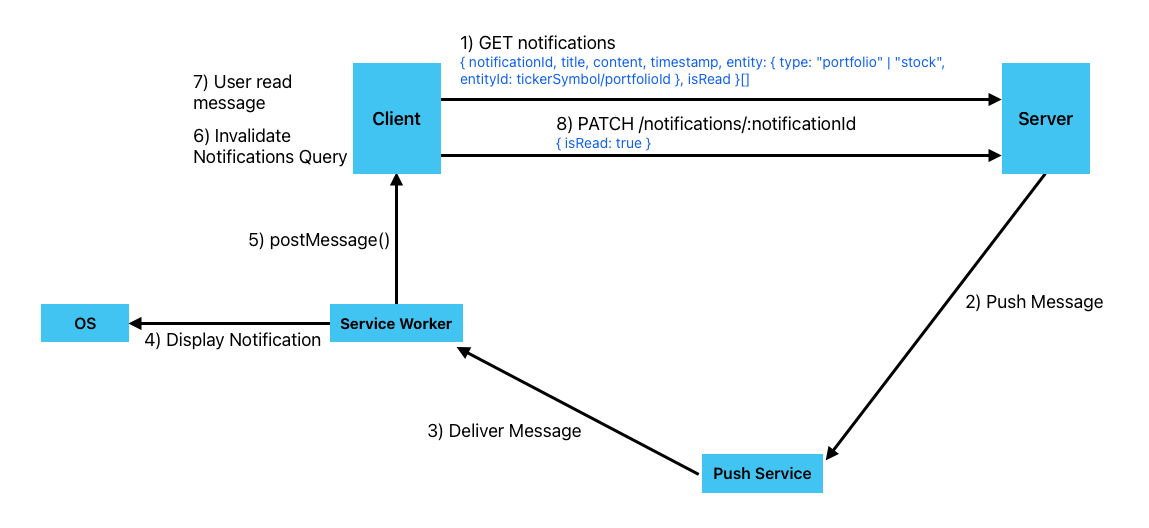 1) GET notifications
{ notificationId, title, content, timestamp, entity: { type: "portfolio" | "stock",
entityId: tickerSymbol/portfolioId }, isRead }[]
7) User read
message
Client
Server
8) PATCH /notifications/:notificationId
{ isRead: true }
6) Invalidate
Notifications Query
5) postMessage()
2) Push Message
OS
Service Worker
4) Display Notification
3) Deliver Message
Push Service